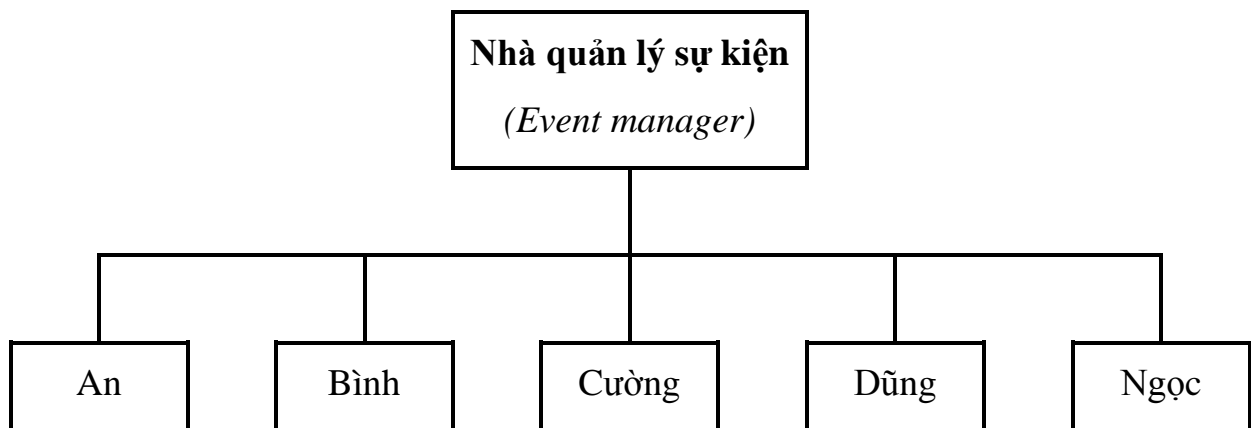 Nhà quản lý sự kiện
(Event manager)
An
Bình
Cường
Dũng
Ngọc